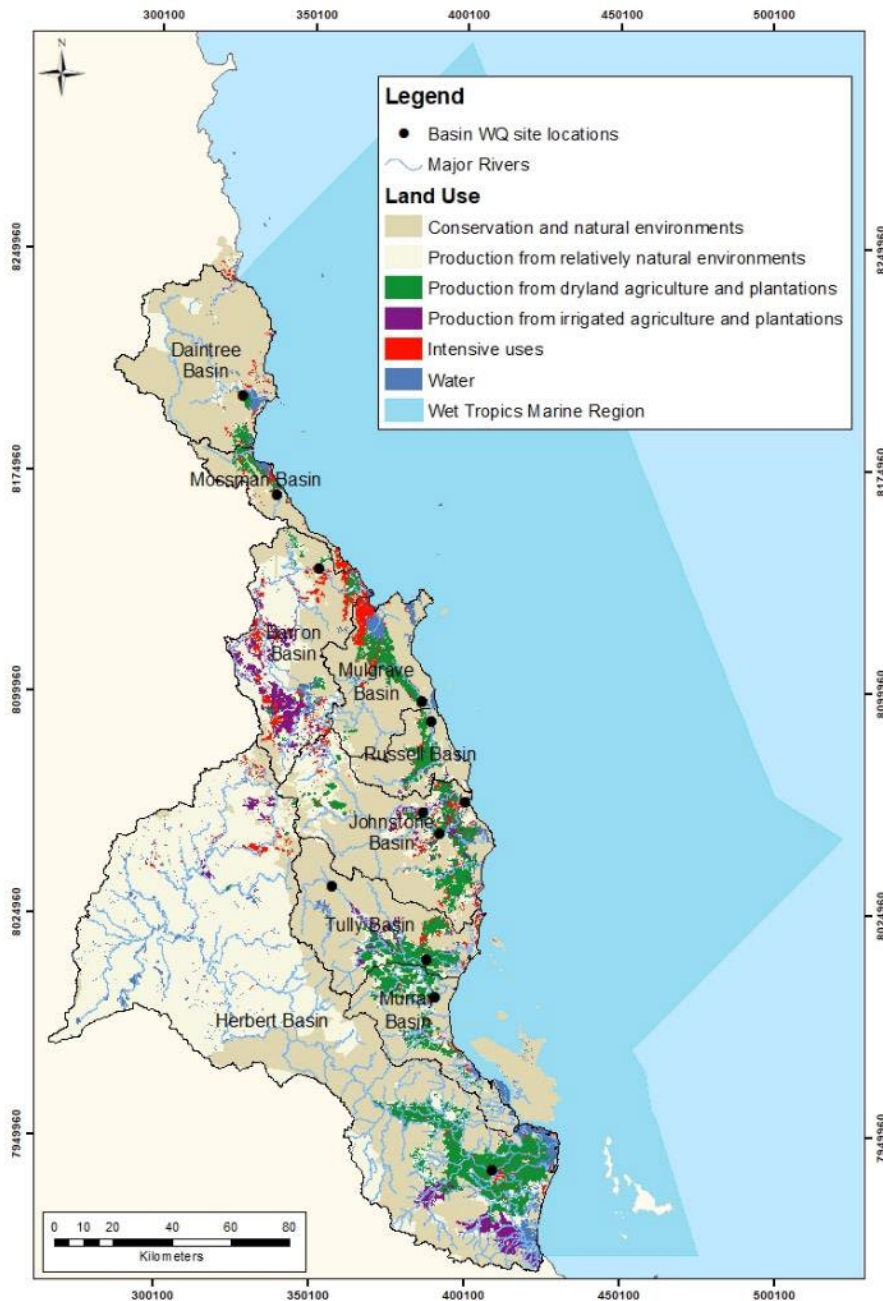 300100 350100 400100 450100 500100
N
Legend
Basin WQ site locations
Major Rivers
Land Use
Conservation and natural environments
Production from relatively natural environments
Production from dryland agriculture and plantations
Production from irrigated agriculture and plantations
Intensive uses
Water
Wet Tropics Marine Region
8249960 8249960
Daintree
Basin
8174960 8174960
Mossman Basin
Barron
Basin
Mulgrave
Basin
8099960 8099960
Russell Basin
Johnstone
Basin
8024960 8024960
Tully Basin
Murray
Basin
Herbert Basin
7949960 7949960
0 5 10 20 40 60 80
Kilometers
300100 350100 400100 450100 500100